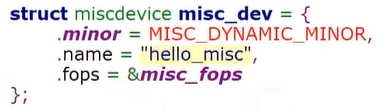 struct miscdevice misc_dev = {
.minor = MISC_DYNAMIC_MINOR,
.name = "hello_misc",
.fops = &misc_fops
};